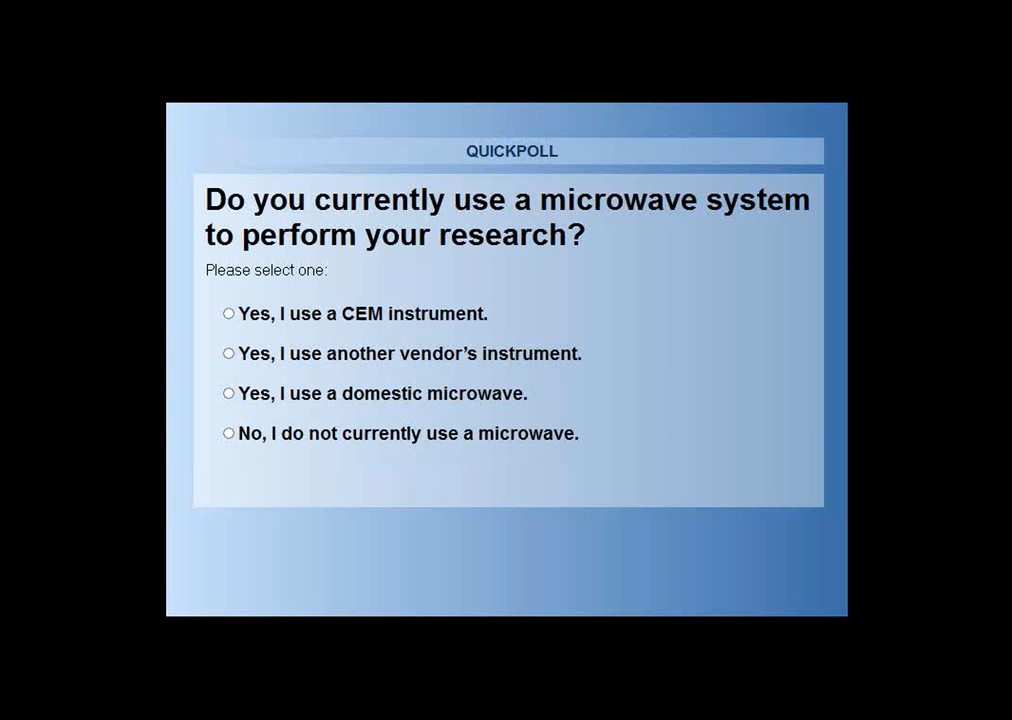 QUICKPOLL
Do you currently use a microwave system
to perform your research?
Please select one:
Yes, I use a CEM instrument.
Yes, I use another vendor’s instrument.
Yes, I use a domestic microwave.
No, I do not currently use a microwave.